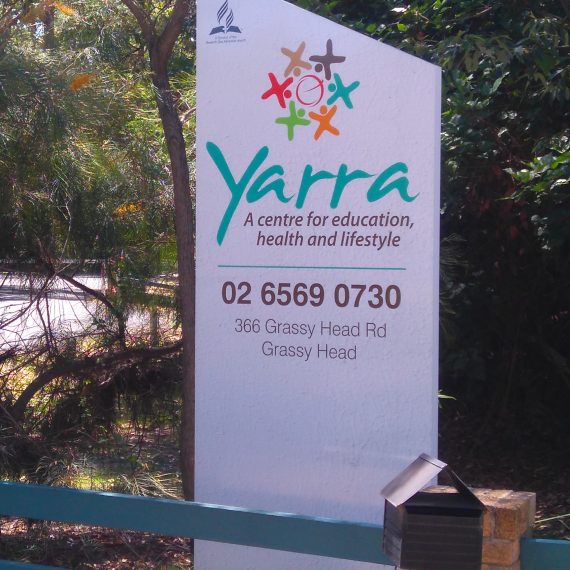 Yarra
A centre for education,
health and lifestyle
02 6569 0730
366 Grassy Head Rd
Grassy Head